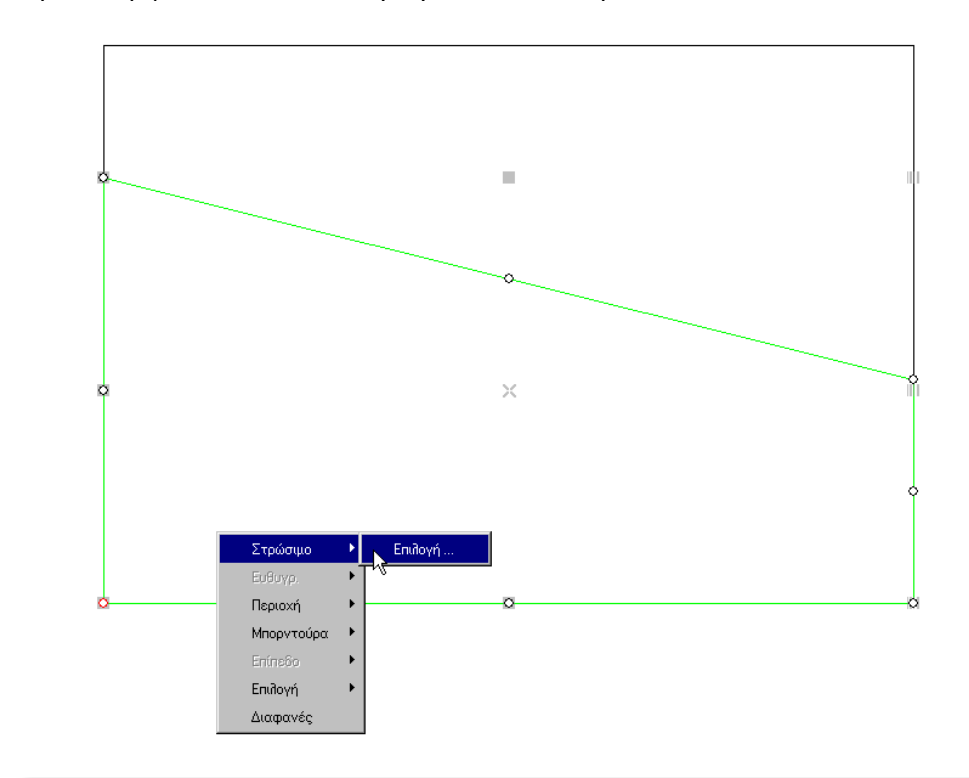 Στρώσιμο
Επιλογή ...
Ευθυγρ.
Περιοχή
Μπορντούρα
Επίπεδο
Επιλογή
Διαφανές